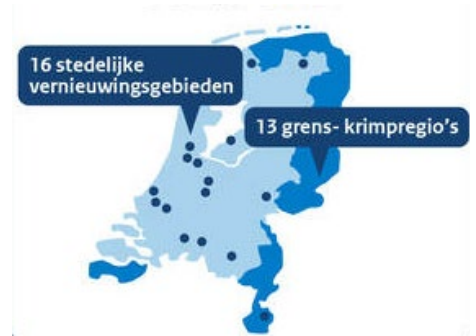 16 stedelijke
vernieuwingsgebieden
13 grens- krimpregio's